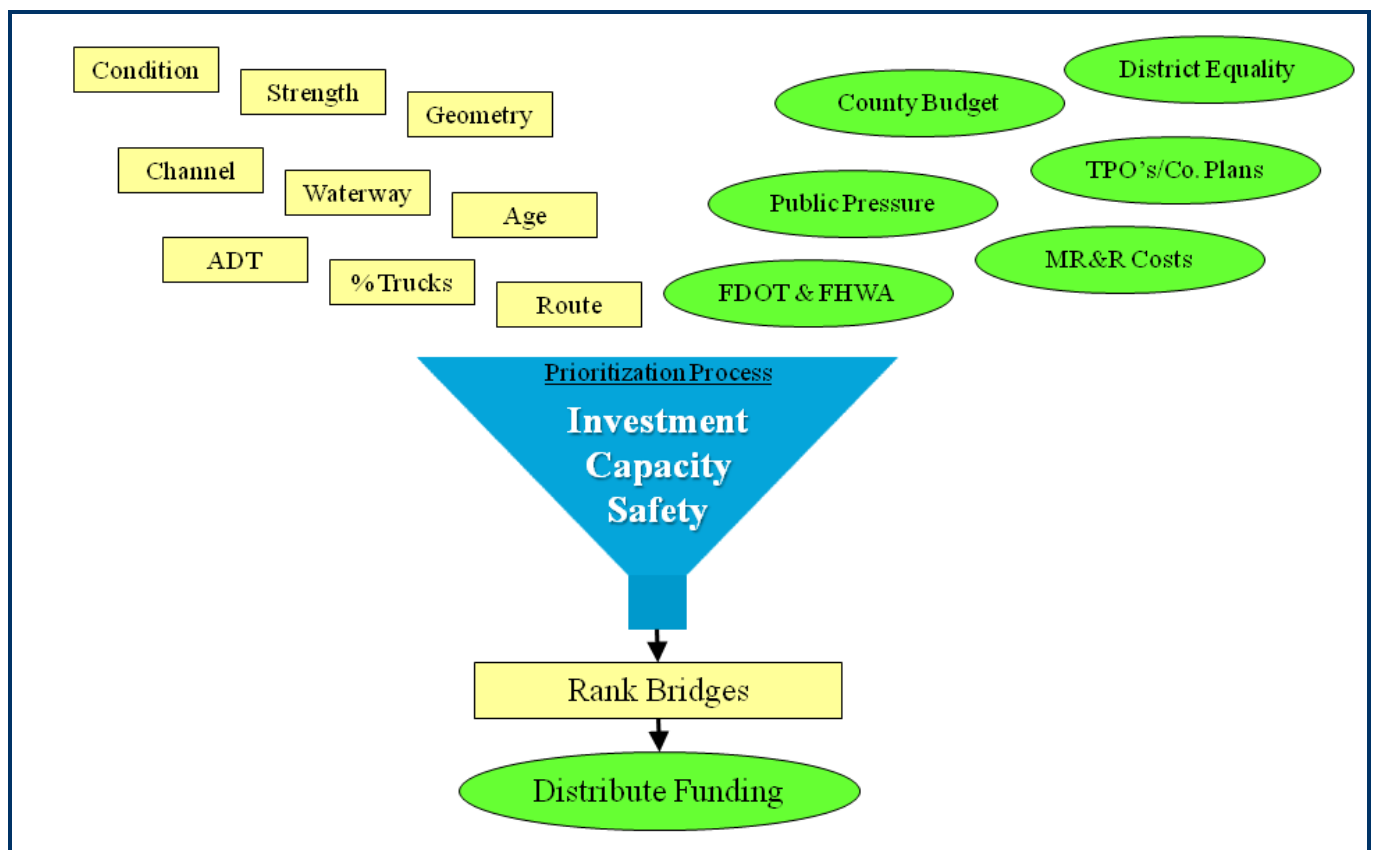 Condition
Strength
Geometry
Channel
Waterway
Age
ADT
% Trucks
Route
County Budget
District Equality
Public Pressure
TPO's/Co. Plans
FDOT & FHWA
MR&R Costs
Prioritization Process
Investment
Capacity
Safety
Rank Bridges
Distribute Funding